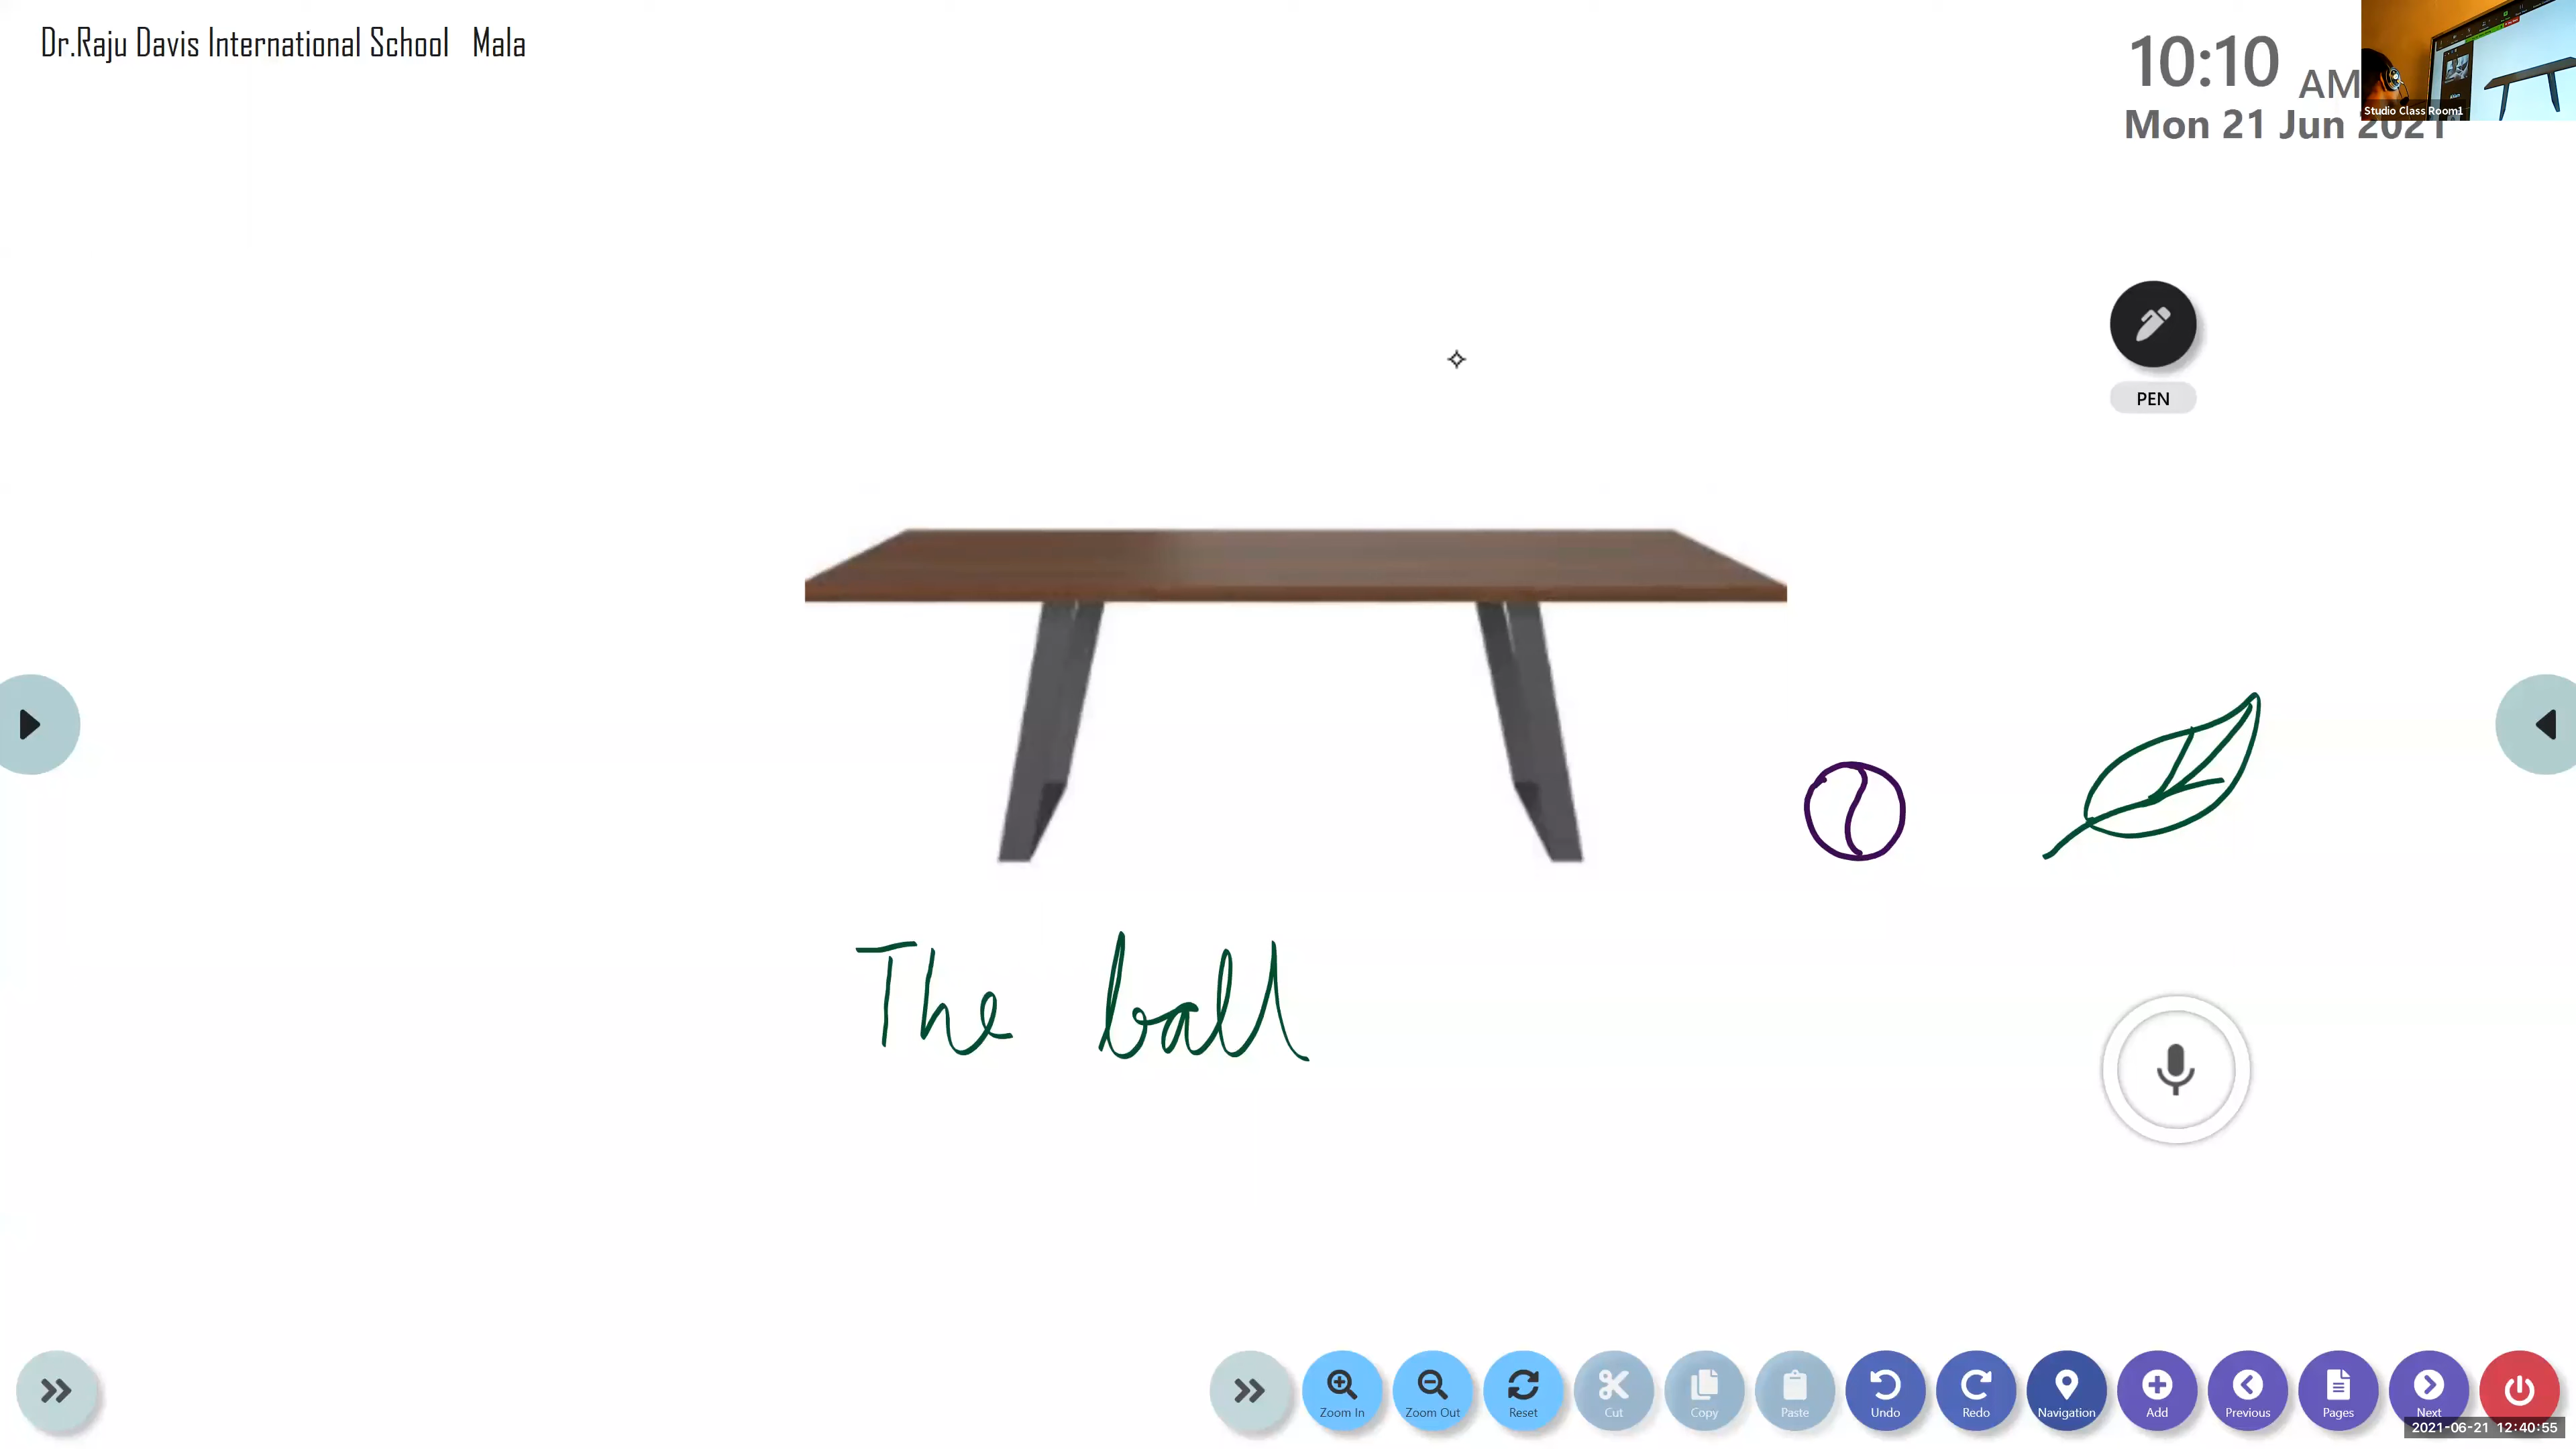 Dr.Raju Davis International School Mala
10:10 AM
Studio Class Room1
Mon 21 Jun 2021
PEN
The ball
Zoom In Zoom Out Reset Cut Copy Paste Undo Redo Navigation Add Previous Pages Next
2021-06-21 12:40:55